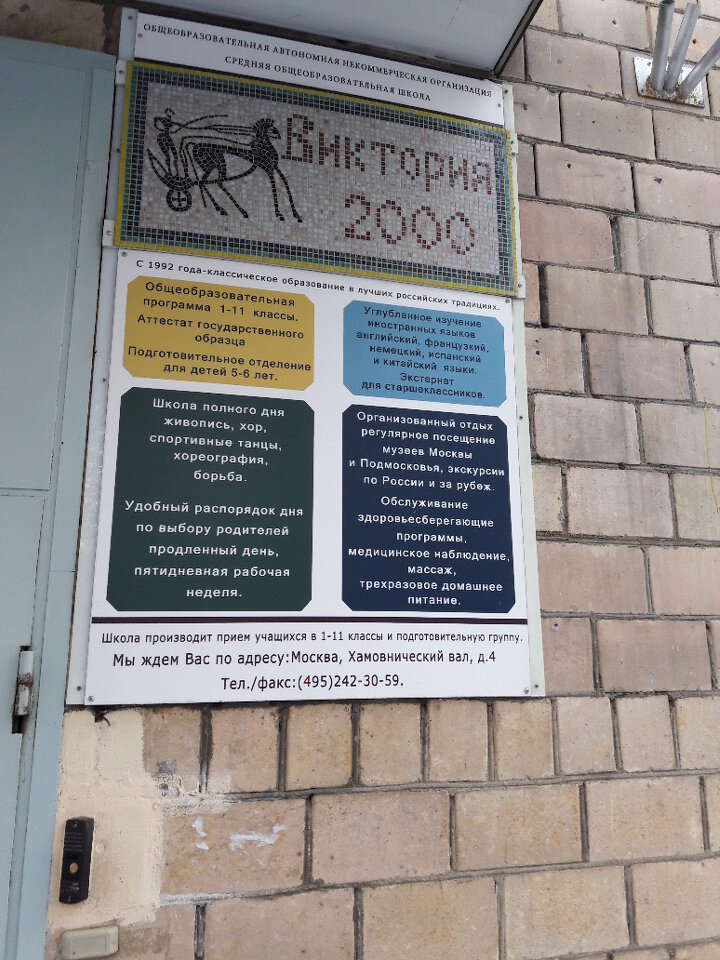 ОБЩЕОБРАЗОВАТЕЛЬНАЯ АВТОНОМНАЯ НЕКОММЕРЧЕСКАЯ ОРГАНИЗАЦИЯ
СРЕДНЯЯ ОБЩЕОБРАЗОВАТЕЛЬНАЯ ШКОЛА
Виктория
2000
С 1992 года-классическое образование в лучших российских традициях.
Общеобразовательная
программа 1-11 классы.
Аттестат государственного
образца
Подготовительное отделение
для детей 5-6 лет.
Углубленное изучение
иностранных языков
английский, французкий,
немецкий, испанский
и китайский языки.
Экстернат
для старшеклассников.
Школа полного дня
живопись, хор,
спортивные танцы,
хореография,
борьба.
Удобный распорядок дня
по выбору родителей
продленный день,
пятидневная рабочая
неделя.
Организованный отдых
регулярное посещение
музеев Москвы
и Подмосковья, экскурсии
по России и за рубеж.
Обслуживание
здоровьесберегающие
программы,
медицинское наблюдение,
массаж,
трехразовое домашнее
питание.
Школа производит прием учащихся в 1-11 классы и подготовительную группу.
Мы ждем Вас по адресу:Москва, Хамовнический вал, д.4
Тел./факс:(495)242-30-59.